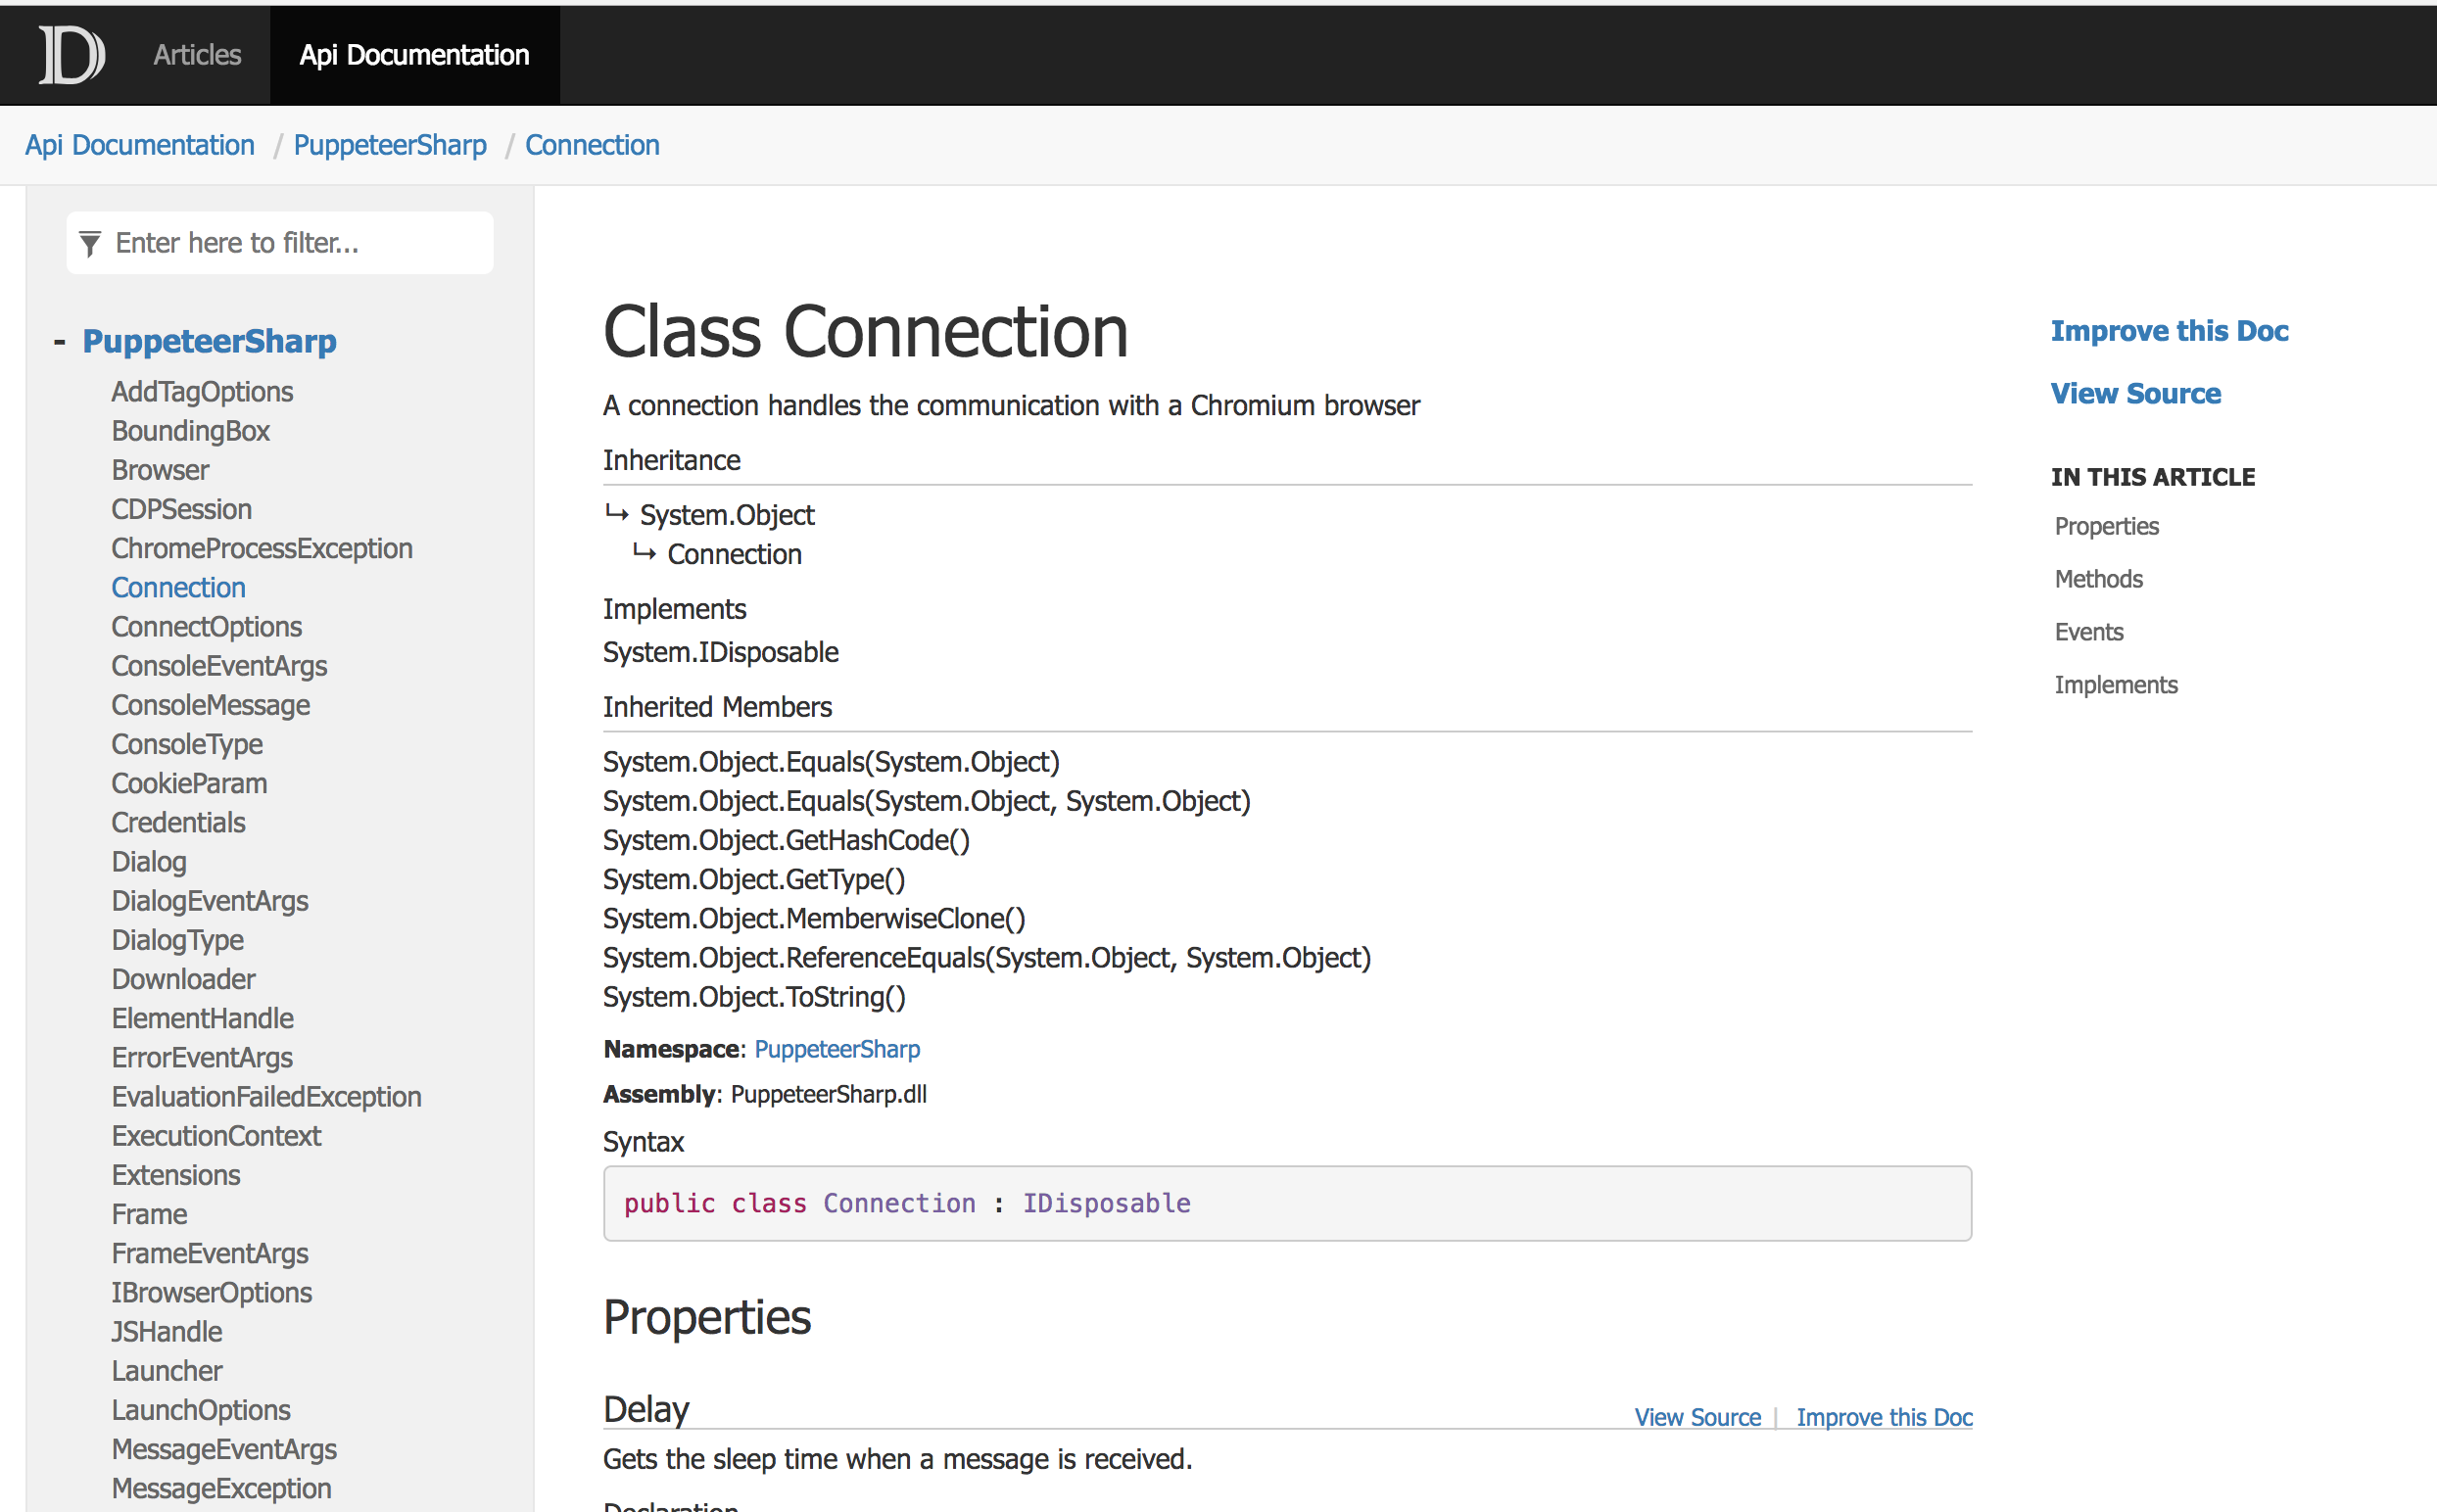 D Articles Api Documentation
Api Documentation / PuppeteerSharp / Connection
Enter here to filter...
- PuppeteerSharp
AddTagOptions
BoundingBox
Browser
CDPSession
ChromeProcessException
Connection
ConnectOptions
ConsoleEventArgs
ConsoleMessage
ConsoleType
CookieParam
Credentials
Dialog
DialogEventArgs
DialogType
Downloader
ElementHandle
ErrorEventArgs
EvaluationFailedException
ExecutionContext
Extensions
Frame
FrameEventArgs
IBrowserOptions
JSHandle
Launcher
LaunchOptions
MessageEventArgs
MessageException
Class Connection
A connection handles the communication with a Chromium browser
Inheritance
↳ System.Object
↳ Connection
Implements
System.IDisposable
Inherited Members
System.Object.Equals(System.Object)
System.Object.Equals(System.Object, System.Object)
System.Object.GetHashCode()
System.Object.GetType()
System.Object.MemberwiseClone()
System.Object.ReferenceEquals(System.Object, System.Object)
System.Object.ToString()
Namespace: PuppeteerSharp
Assembly: PuppeteerSharp.dll
Syntax
public class Connection : IDisposable
Properties
Delay
View Source | Improve this Doc
Gets the sleep time when a message is received.
Declaration
Improve this Doc
View Source
IN THIS ARTICLE
Properties
Methods
Events
Implements